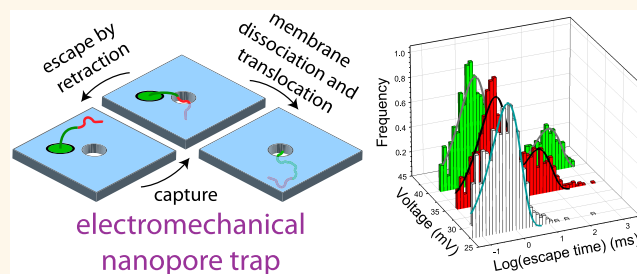 escape by
retraction
membrane
dissociation and
translocation
capture
electromechanical
nanopore trap
Frequency
1.0
0.8
0.6
0.4
0.2
45
40
35
30
25
Voltage (mV)
-1
0
1
2
3
Log(escape time) (ms)